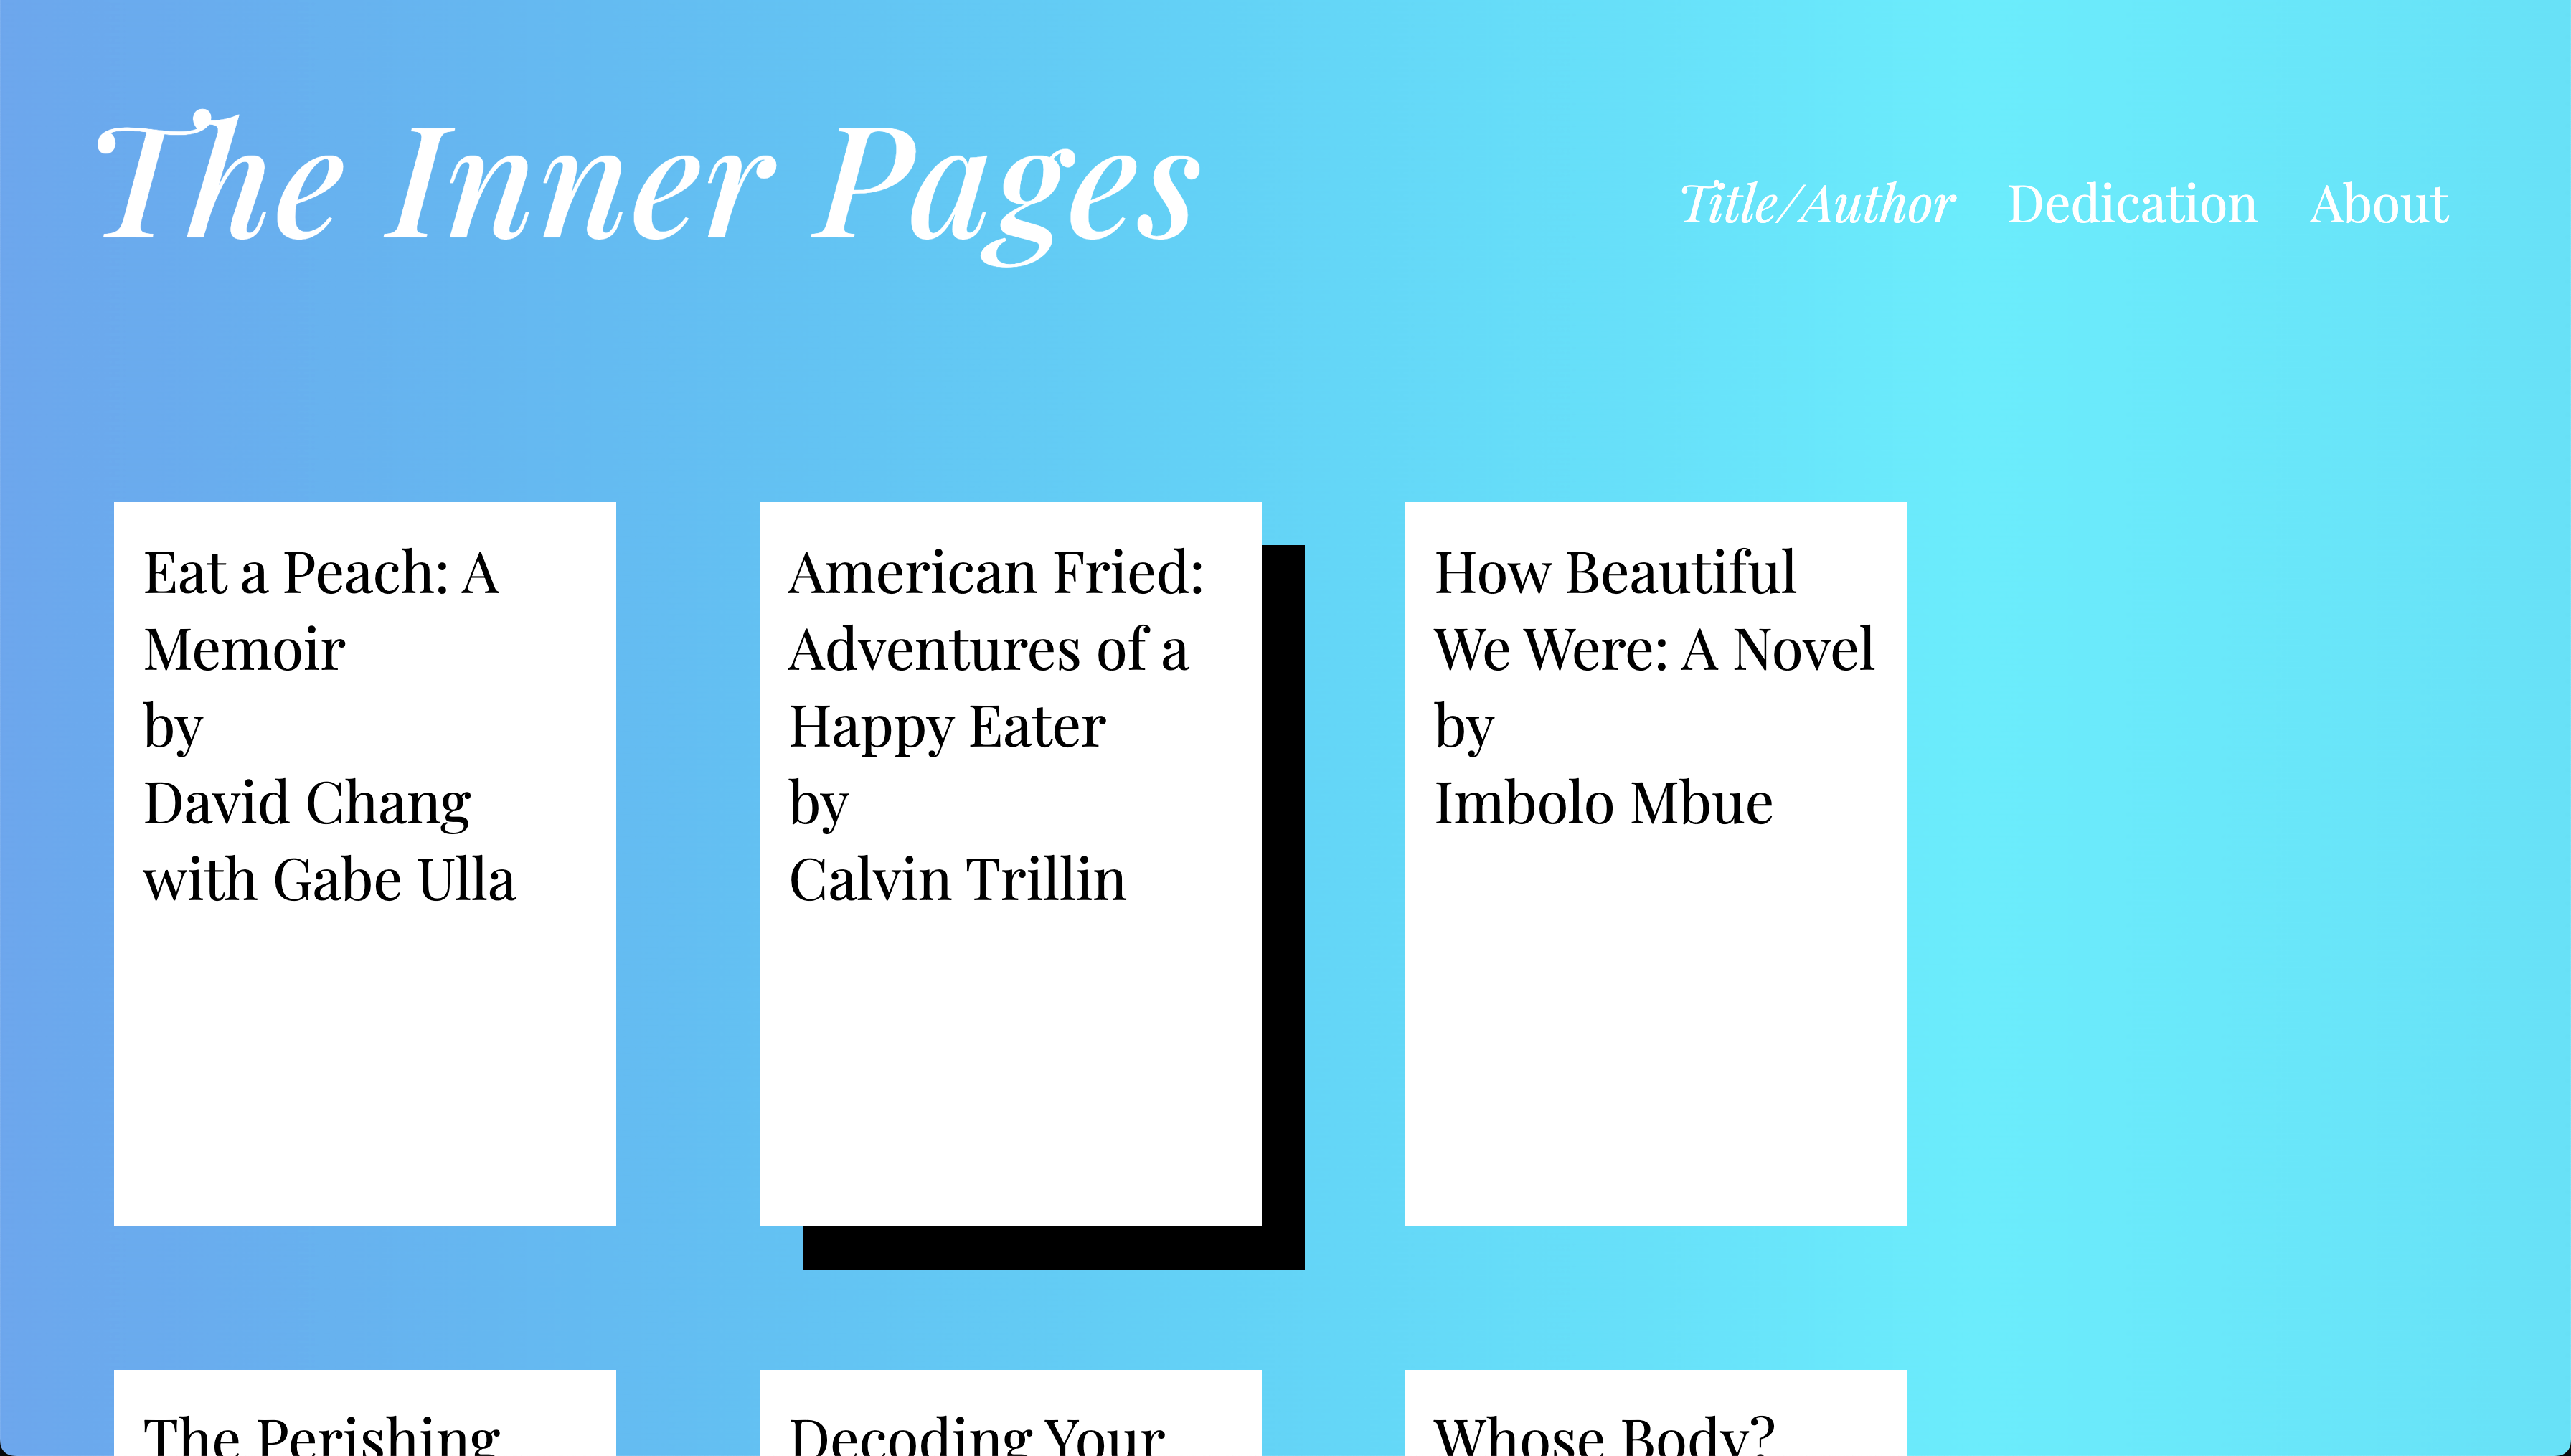 The Inner Pages
Title/Author Dedication About
Eat a Peach: A
Memoir
by
David Chang
with Gabe Ulla
American Fried:
Adventures of a
Happy Eater
by
Calvin Trillin
How Beautiful
We Were: A Novel
by
Imbolo Mbue
The Perishing
Decoding Your
Whose Body?